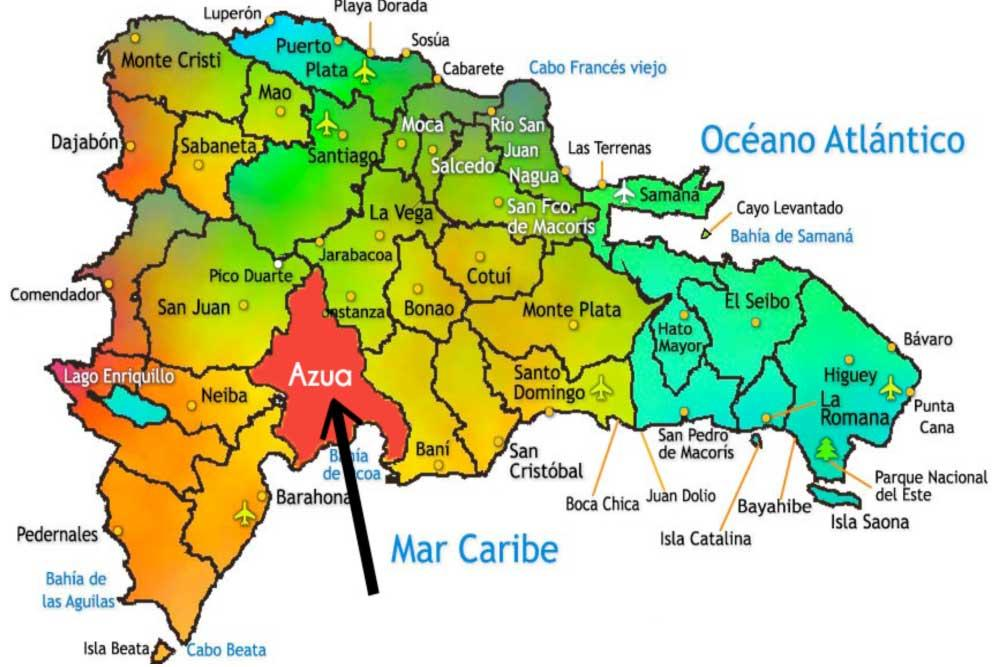 Playa Dorada
Luperón
Puerto
Plata
Sosúa
Cabarete
Cabo Francés viejo
Monte Cristi
Mao
Dajabón
Sabaneta
Santiago
Moca
Salcedo
Río San
Juan
Nagua
Las Terrenas
Océano Atlántico
Samaná
Cayo Levantado
Bahía de Samaná
San Fco.
de Macorís
La Vega
Jarabacoa
Pico Duarte
Comendador
San Juan
Bonao
Cotuí
Monte Plata
El Seibo
Hato
Mayor
Bávaro
Lago Enriquillo
Neiba
Azua
Santo
Domingo
Higuey
La
Romana
Punta
Cana
Baní
San
Cristóbal
San Pedro
de Macorís
Boca Chica
Juan Dolio
Isla Catalina
Bayahibe
Parque Nacional
del Este
Isla Saona
Bahía
de
Barahona
Pedernales
Mar Caribe
Bahía de
las Aguilas
Isla Beata
Cabo Beata